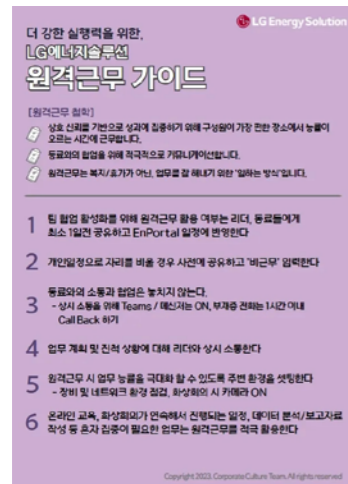 LG Energy Solution
더 강한 실행력을 위한,
LG에너지솔루션
원격근무 가이드
[원격근무 철학]
상호 신뢰를 기반으로 성과에 집중하기 위해 구성원이 가장 편한 장소에서 능률이
오르는 시간에 근무합니다.
동료와의 협업을 위해 적극적으로 커뮤니케이션합니다.
원격근무는 복지/휴가가 아닌, 업무를 잘 해내기 위한 '일하는 방식'입니다.
1 팀 협업 활성화를 위해 원격근무 활용 여부는 리더, 동료들에게
최소 1일전 공유하고 EnPortal 일정에 반영한다
2 개인일정으로 자리를 비울 경우 사전에 공유하고 '비근무' 입력한다
3 동료와의 소통과 협업은 놓치지 않는다.
- 상시 소통을 위해 Teams / 메신저는 ON, 부재중 전화는 1시간 이내
Call Back 하기
4 업무 계획 및 진척 상황에 대해 리더와 상시 소통한다
5 원격근무 시 업무 능률을 극대화 할 수 있도록 주변 환경을 셋팅한다
- 장비 및 네트워크 환경 점검, 화상회의 시 카메라 ON
6 온라인 교육, 화상회의가 연속해서 진행되는 일정, 데이터 분석/보고자료
작성 등 혼자 집중이 필요한 업무는 원격근무를 적극 활용한다
Copyright 2023. Corporate Culture Team. All rights reserved